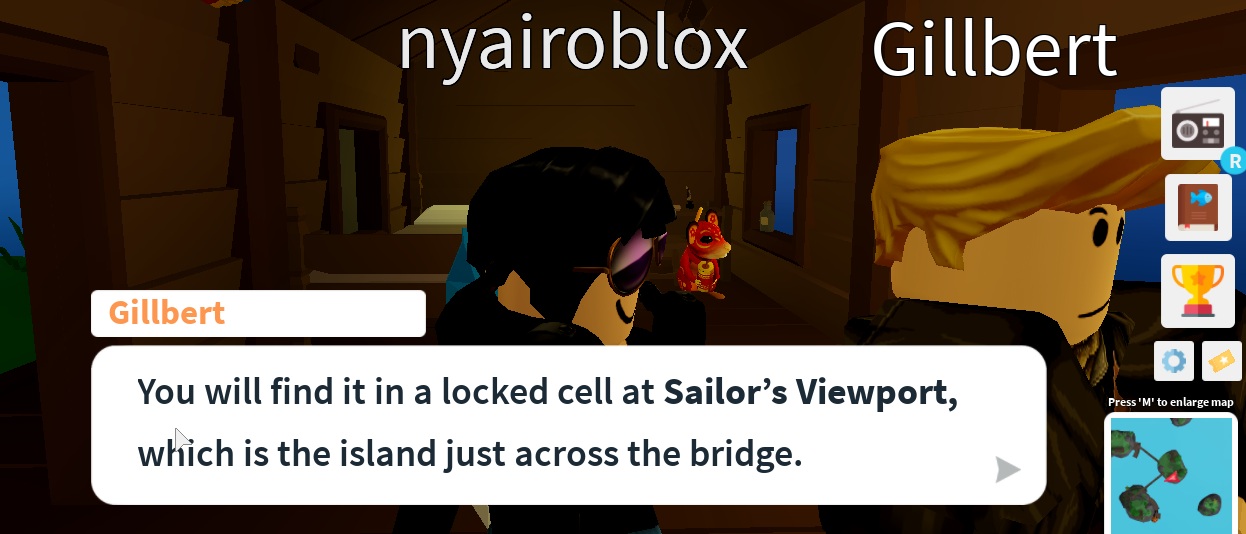 nyairoblox
Gillbert
R
Gillbert
You will find it in a locked cell at Sailor’s Viewport,
which is the island just across the bridge.
Press 'M' to enlarge map